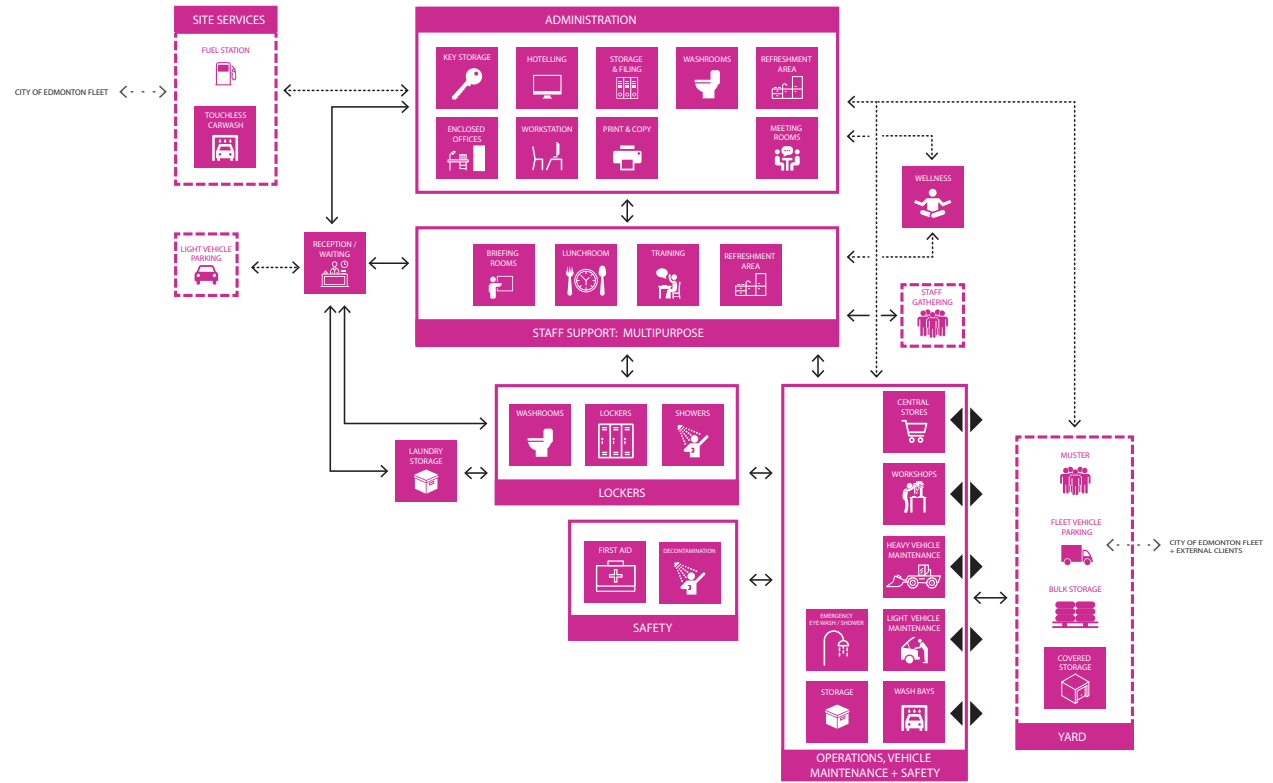 SITE SERVICES
FUEL STATION
CITY OF EDMONTON FLEET
TOUCHLESS
CARWASH
ADMINISTRATION
KEY STORAGE
HOTELLING
STORAGE
& FILING
WASHROOMS
REFRESHMENT
AREA
ENCLOSED
OFFICES
WORKSTATION
PRINT & COPY
MEETING
ROOMS
WELLNESS
LIGHT VEHICLE
PARKING
RECEPTION /
WAITING
BRIEFING
ROOMS
LUNCHROOM
TRAINING
REFRESHMENT
AREA
STAFF SUPPORT: MULTIPURPOSE
STAFF
GATHERING
WASHROOMS
LOCKERS
SHOWERS
LOCKERS
LAUNDRY
STORAGE
FIRST AID
DECONTAMINATION
SAFETY
CENTRAL
STORES
WORKSHOPS
HEAVY VEHICLE
MAINTENANCE
EMERGENCY
EYE WASH / SHOWER
LIGHT VEHICLE
MAINTENANCE
STORAGE
WASH BAYS
OPERATIONS, VEHICLE
MAINTENANCE + SAFETY
MUSTER
FLEET VEHICLE
PARKING
CITY OF EDMONTON FLEET
+ EXTERNAL CLIENTS
BULK STORAGE
COVERED
STORAGE
YARD